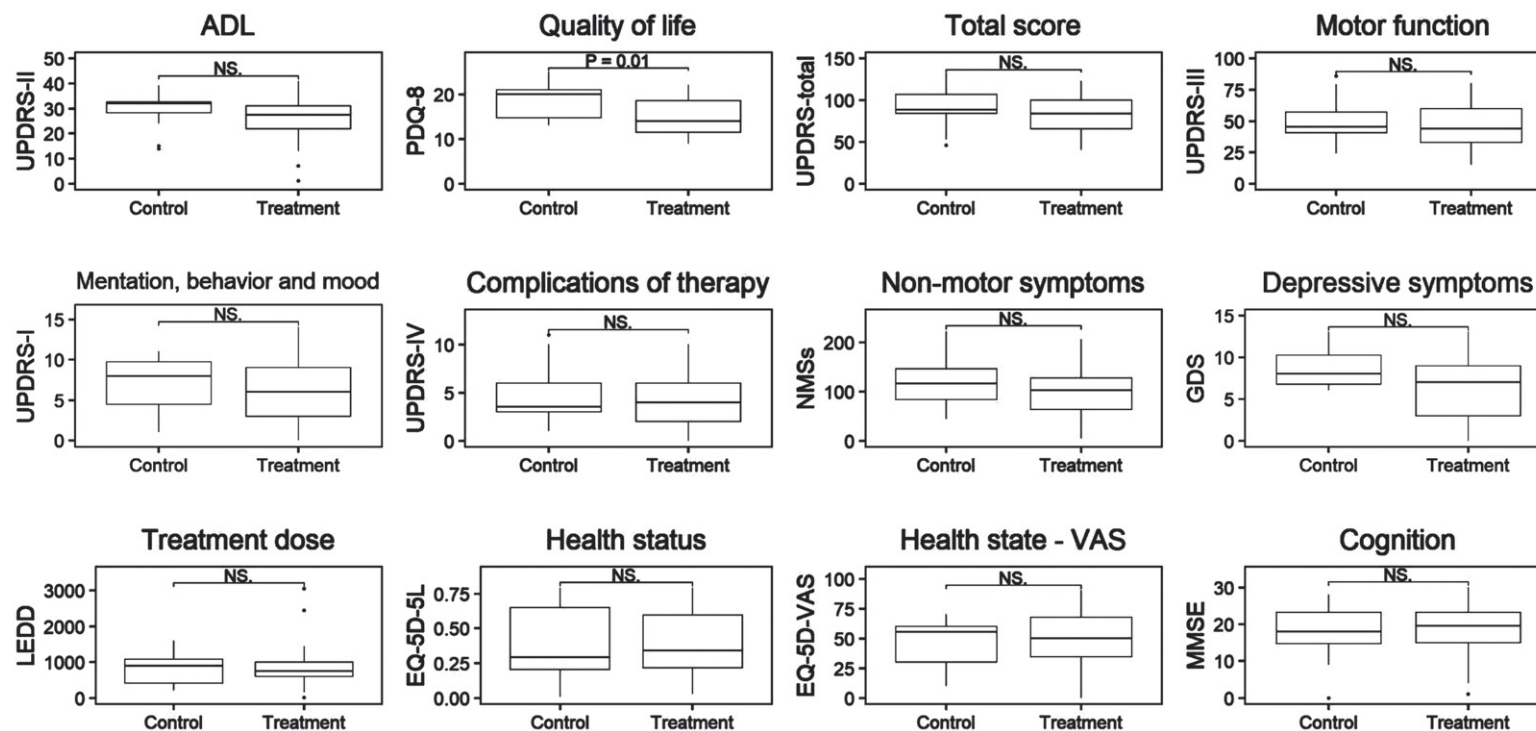 ADL
Quality of life
Total score
Motor function
UPDRS-II
50
40
30
20
10
0
NS.
Control
Treatment
PDQ-8
20
10
0
P = 0.01
Control
Treatment
UPDRS-total
150
100
50
0
NS.
Control
Treatment
UPDRS-III
100
75
50
25
0
NS.
Control
Treatment
Mentation, behavior and mood
Complications of therapy
Non-motor symptoms
Depressive symptoms
UPDRS-I
15
10
5
0
NS.
Control
Treatment
UPDRS-IV
10
5
0
NS.
Control
Treatment
NMSs
200
100
0
NS.
Control
Treatment
GDS
15
10
5
0
NS.
Control
Treatment
Treatment dose
Health status
Health state - VAS
Cognition
LEDD
3000
2000
1000
0
NS.
Control
Treatment
EQ-5D-5L
0.75
0.50
0.25
0.00
NS.
Control
Treatment
EQ-5D-VAS
100
75
50
25
0
NS.
Control
Treatment
MMSE
30
20
10
0
NS.
Control
Treatment